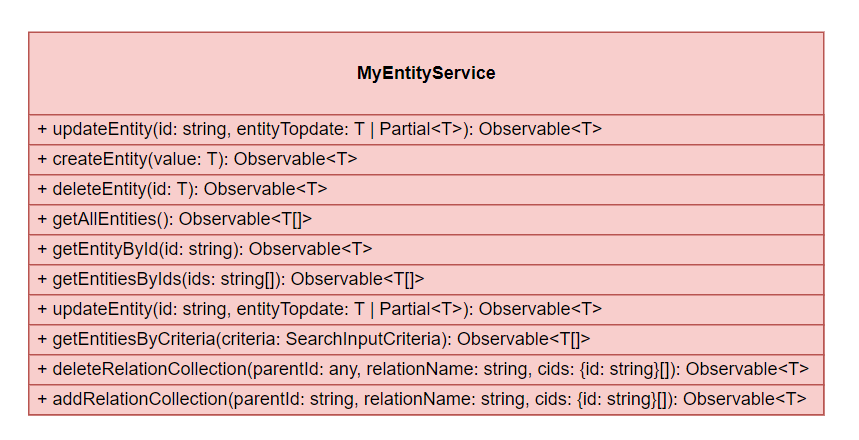 MyEntityService
+ updateEntity(id: string, entityTopdate: T | Partial<T>): Observable<T>
+ createEntity(value: T): Observable<T>
+ deleteEntity(id: T): Observable<T>
+ getAllEntities(): Observable<T[]>
+ getEntityById(id: string): Observable<T>
+ getEntitiesByIds(ids: string[]): Observable<T[]>
+ updateEntity(id: string, entityTopdate: T | Partial<T>): Observable<T>
+ getEntitiesByCriteria(criteria: SearchInputCriteria): Observable<T[]>
+ deleteRelationCollection(parentId: any, relationName: string, cids: {id: string}[]): Observable<T>
+ addRelationCollection(parentId: string, relationName: string, cids: {id: string}[]): Observable<T>